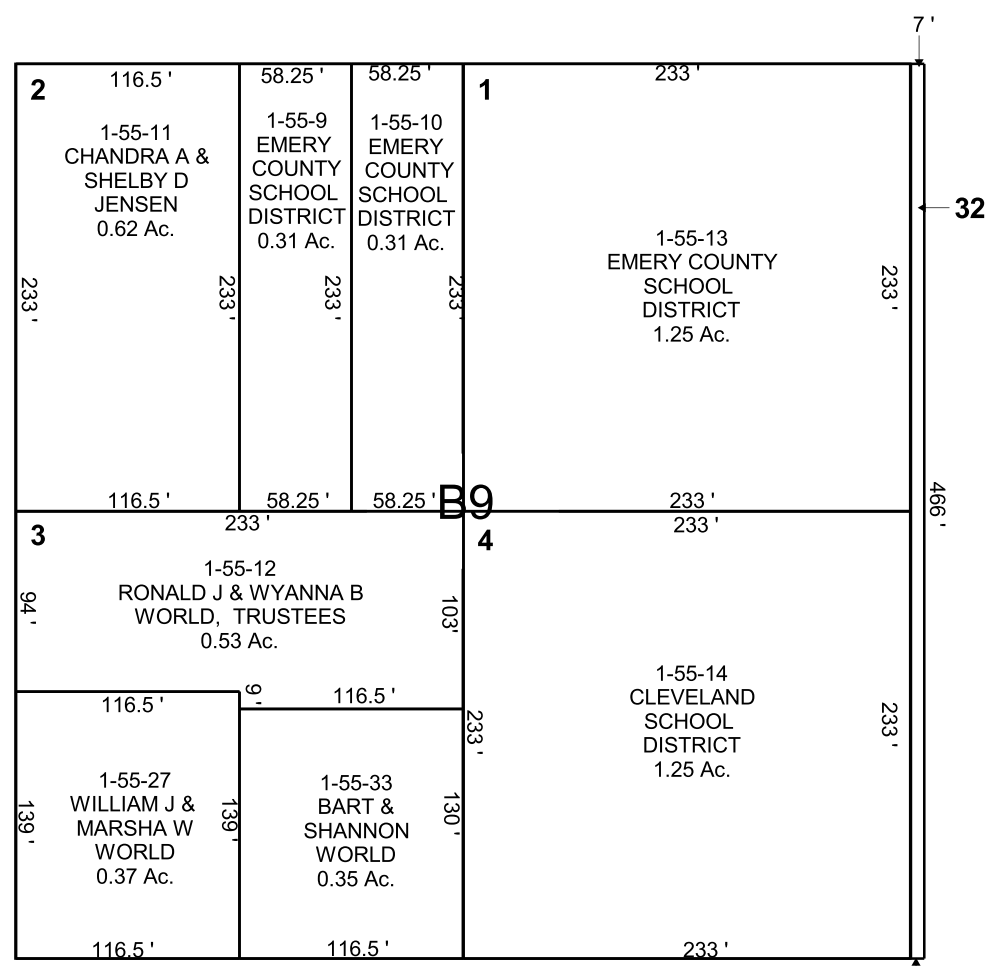 7 '
2
116.5 '
58.25 '
58.25 '
1
233 '
1-55-11
CHANDRA A &
SHELBY D
JENSEN
0.62 Ac.
1-55-9
EMERY
COUNTY
SCHOOL
DISTRICT
0.31 Ac.
1-55-10
EMERY
COUNTY
SCHOOL
DISTRICT
0.31 Ac.
32
1-55-13
EMERY COUNTY
SCHOOL
DISTRICT
1.25 Ac.
233 '
233 '
233 '
233 '
233 '
116.5 '
58.25 '
58.25 '
B9
233 '
466 '
3
233 '
4
233 '
1-55-12
RONALD J & WYANNA B
WORLD, TRUSTEES
0.53 Ac.
94 '
103'
116.5 '
9 '
116.5 '
233 '
1-55-14
CLEVELAND
SCHOOL
DISTRICT
1.25 Ac.
233 '
1-55-27
WILLIAM J &
MARSHA W
WORLD
0.37 Ac.
139 '
139 '
1-55-33
BART &
SHANNON
WORLD
0.35 Ac.
130 '
116.5 '
116.5 '
233 '